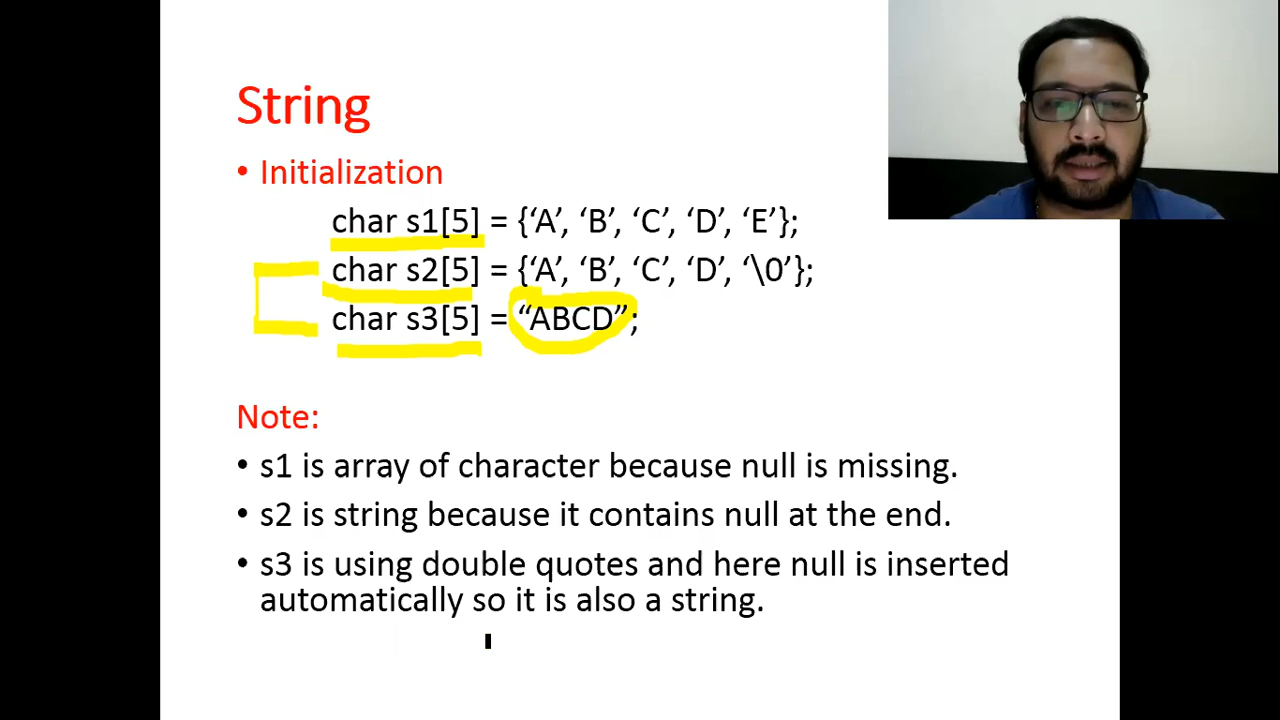 String
• Initialization
char s1[5] = {‘A’, ‘B’, ‘C’, ‘D’, ‘E’};
char s2[5] = {‘A’, ‘B’, ‘C’, ‘D’, ‘\0’};
char s3[5] = “ABCD”;
Note:
• s1 is array of character because null is missing.
• s2 is string because it contains null at the end.
• s3 is using double quotes and here null is inserted
automatically so it is also a string.